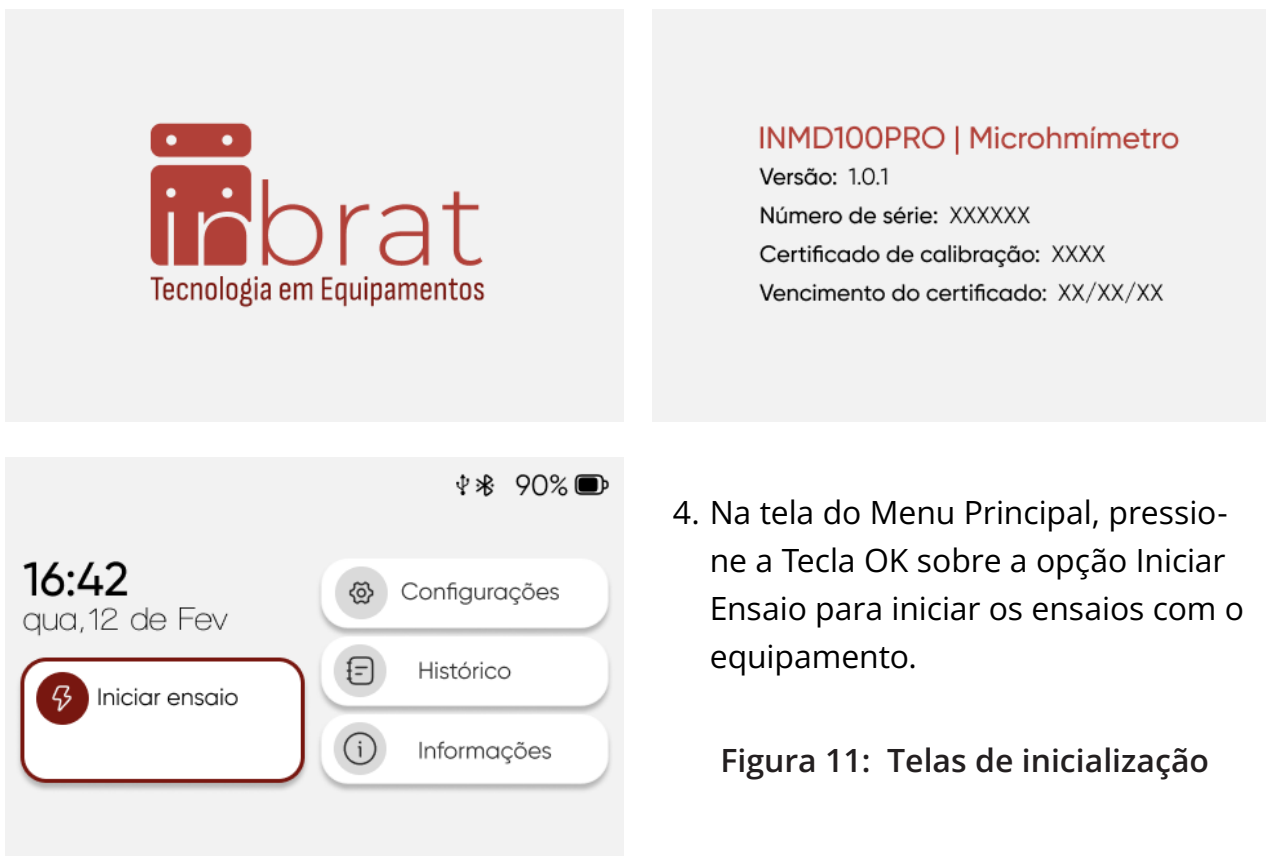 inbrat
Tecnologia em Equipamentos
INMD100PRO | Microhmímetro
Versão: 1.0.1
Número de série: XXXXXX
Certificado de calibração: XXXX
Vencimento do certificado: XX/XX/XX
90%
16:42
qua,12 de Fev
Iniciar ensaio
Configurações
Histórico
Informações
4. Na tela do Menu Principal, pressio-
ne a Tecla OK sobre a opção Iniciar
Ensaio para iniciar os ensaios com o
equipamento.
Figura 11: Telas de inicialização